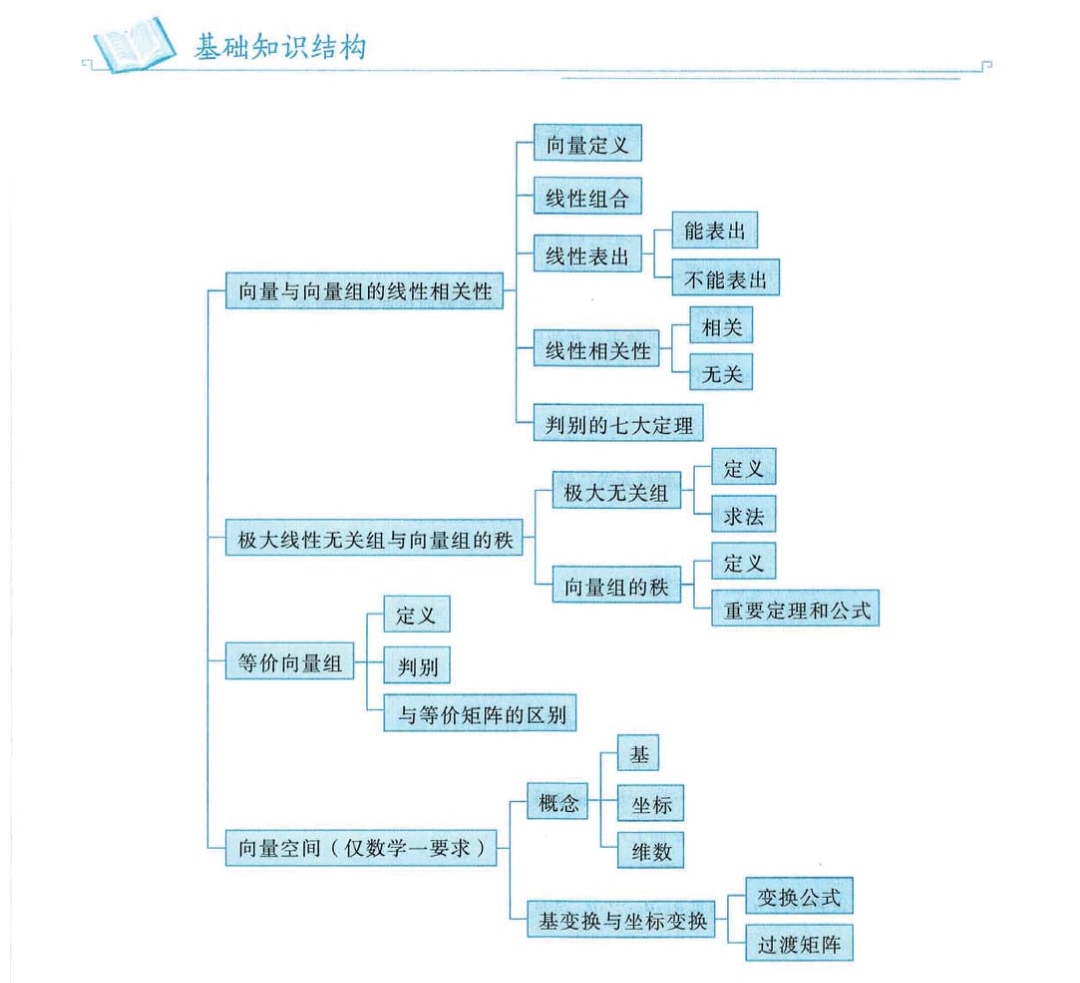 基础知识结构
向量与向量组的线性相关性
向量定义
线性组合
线性表出
能表出
不能表出
线性相关性
相关
无关
判别的七大定理
极大线性无关组与向量组的秩
极大无关组
定义
求法
向量组的秩
定义
重要定理和公式
等价向量组
定义
判别
与等价矩阵的区别
向量空间（仅数学一要求）
概念
基
坐标
维数
基变换与坐标变换
变换公式
过渡矩阵